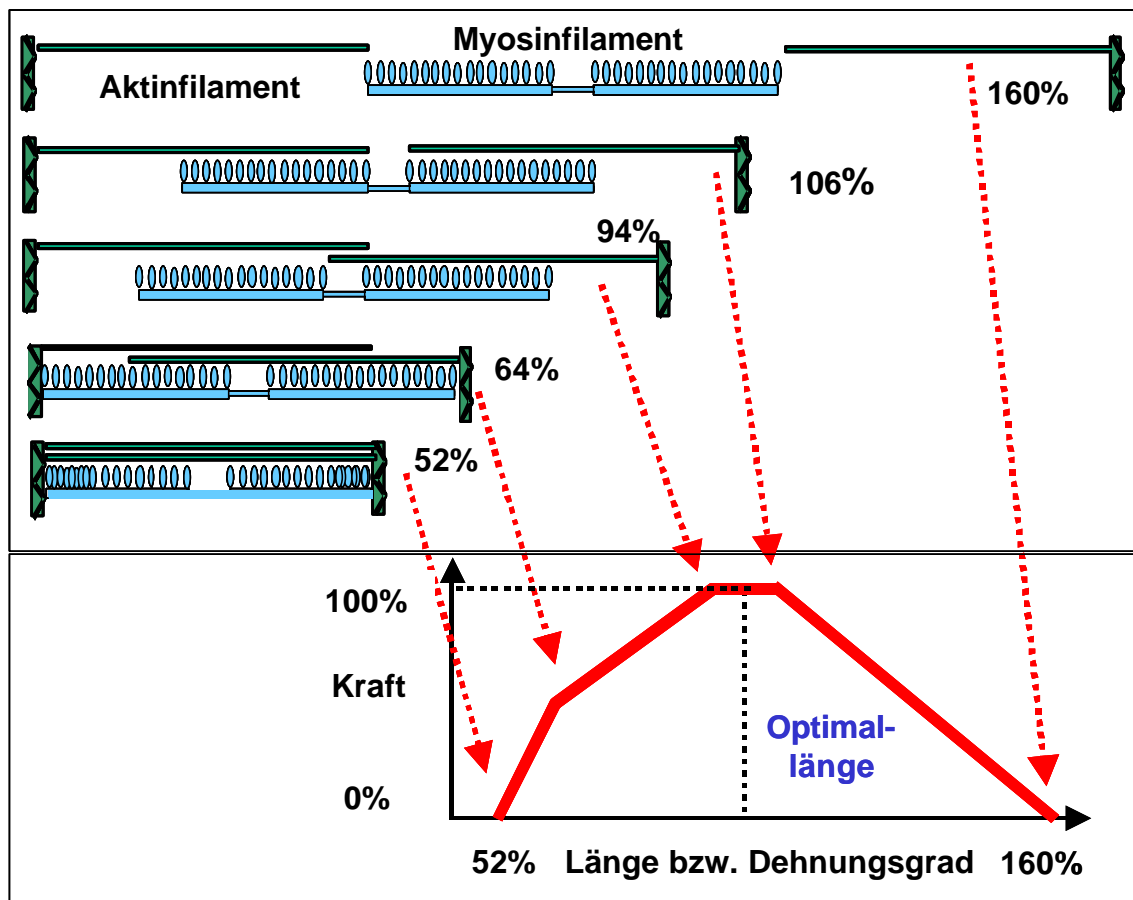 Myosinfilament
Aktinfilament
160%
106%
94%
64%
52%
100%
Kraft
Optimal-
länge
0%
52% Länge bzw. Dehnungsgrad 160%